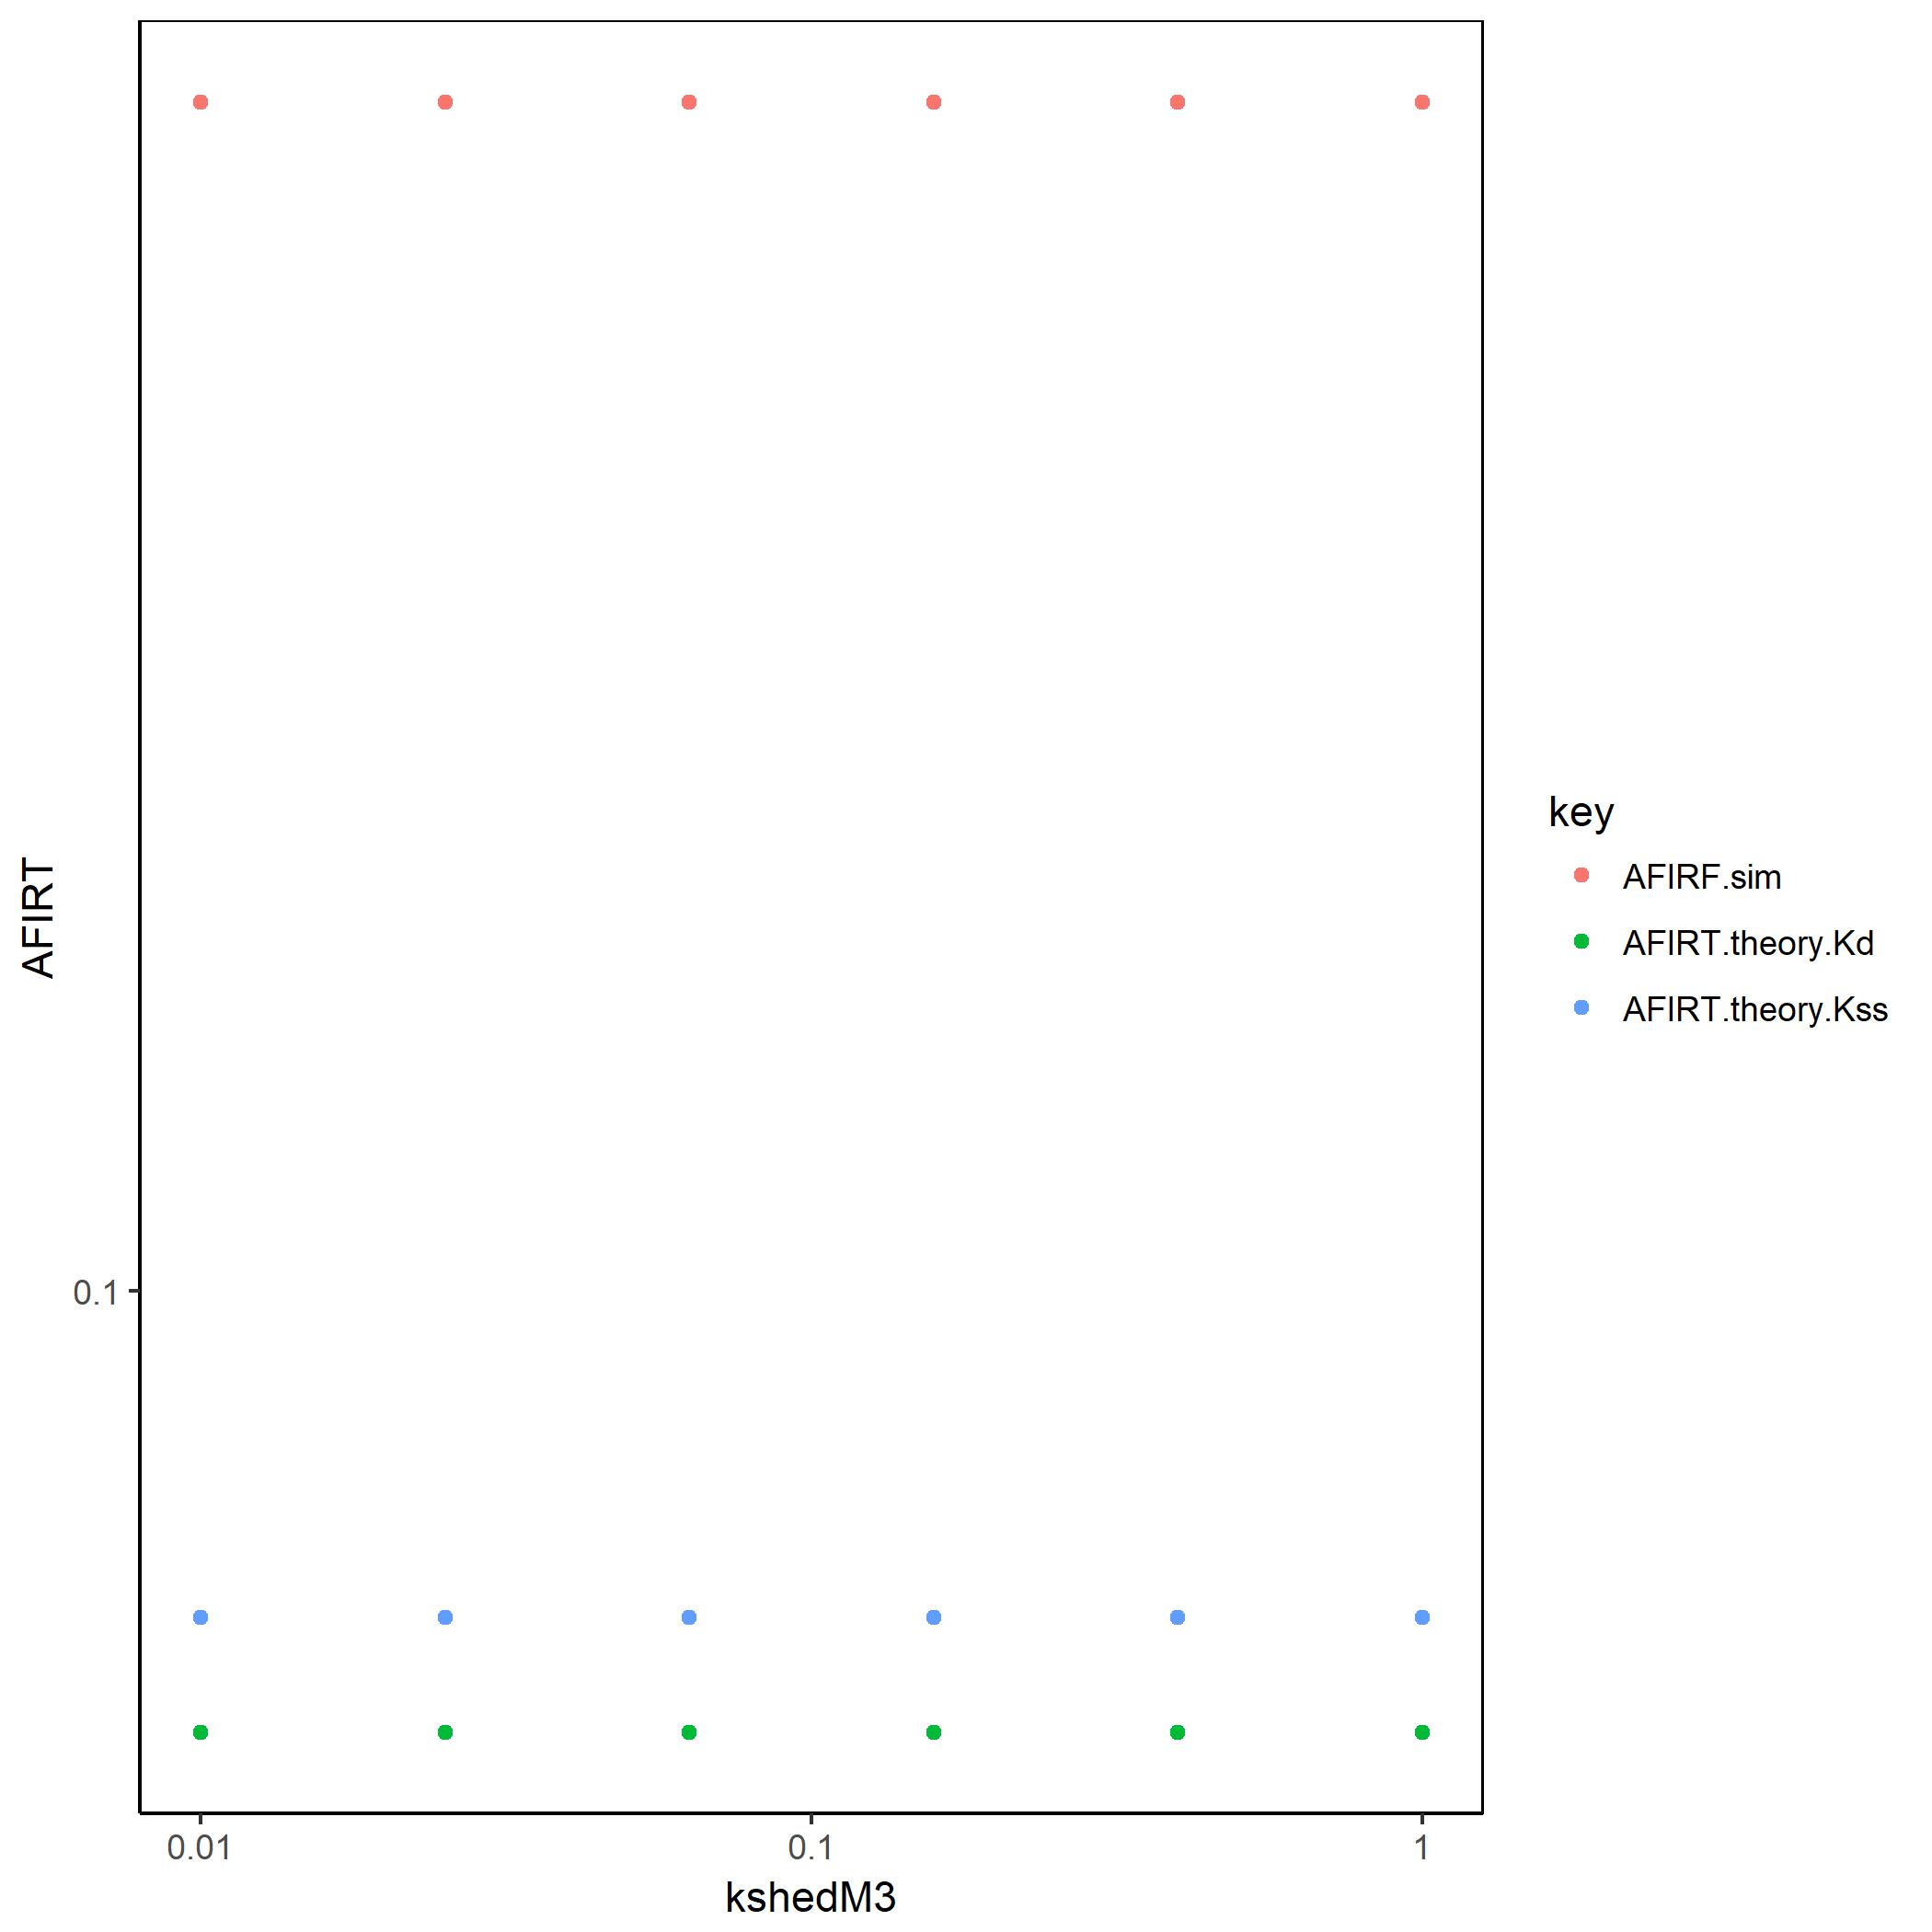 AFIRT
0.1
0.01
0.1
1
kshedM3
key
AFIRF.sim
AFIRT.theory.Kd
AFIRT.theory.Kss